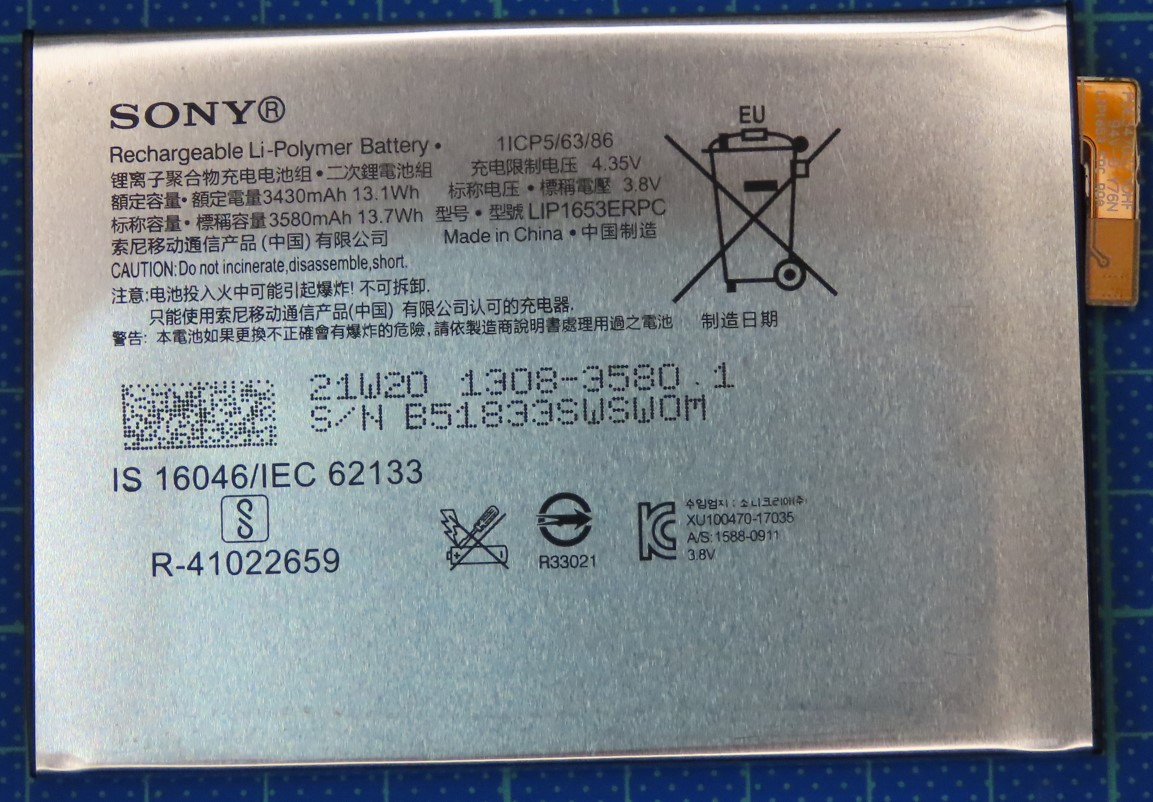 SONY®
Rechargeable Li-Polymer Battery •
锂离子聚合物充电电池组•二次鋰電池組
額定容量• 額定電量3430mAh 13.1Wh
标称容量• 標稱容量3580mAh 13.7Wh
索尼移动通信产品 (中国) 有限公司
1ICP5/63/86
充电限制电压 4.35V
标称电压 • 標稱電壓 3.8V
型号 • 型號 LIP1653ERPC
Made in China • 中国制造
CAUTION:Do not incinerate,disassemble,short.
注意:电池投入火中可能引起爆炸! 不可拆卸.
只能使用索尼移动通信产品(中国) 有限公司认可的充电器.
警告: 本電池如果更換不正確會有爆炸的危險,請依製造商說明書處理用過之電池
EU
制造日期
21W20 1308-3580.1
S/N B51833SWSWOM
IS 16046/IEC 62133
R-41022659
R33021
XU100470-17035
A/S:1588-0911
3.8V